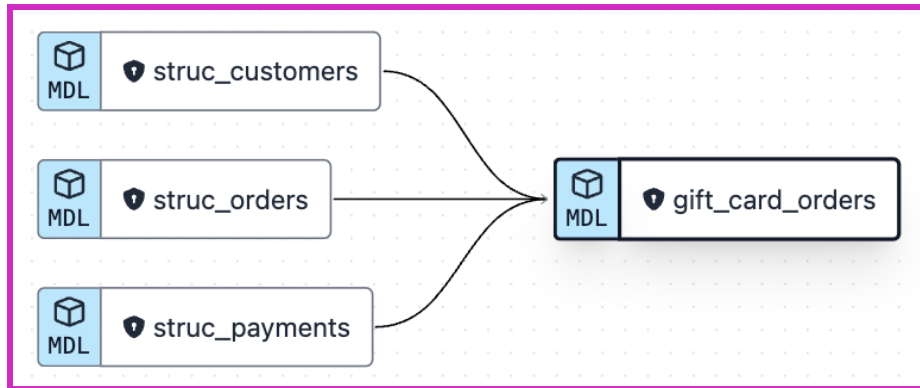 MDL struc_customers
MDL struc_orders
MDL gift_card_orders
MDL struc_payments